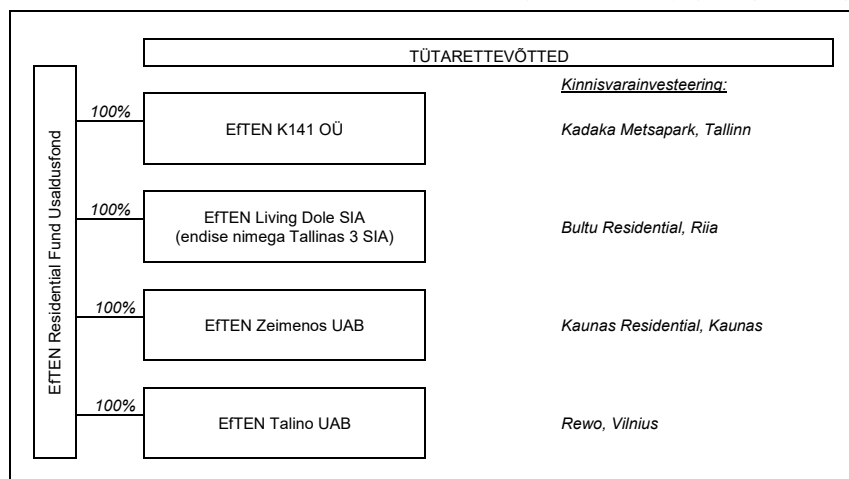 TÜTARETTEVÕTTED
EfTEN Residential Fund Usaldusfond
Kinnisvarainvesteering:
100%
EfTEN K141 OÜ
Kadaka Metsapark, Tallinn
100%
EfTEN Living Dole SIA
(endise nimega Tallinas 3 SIA)
Bultu Residential, Riia
100%
EfTEN Zeimenos UAB
Kaunas Residential, Kaunas
100%
EfTEN Talino UAB
Rewo, Vilnius